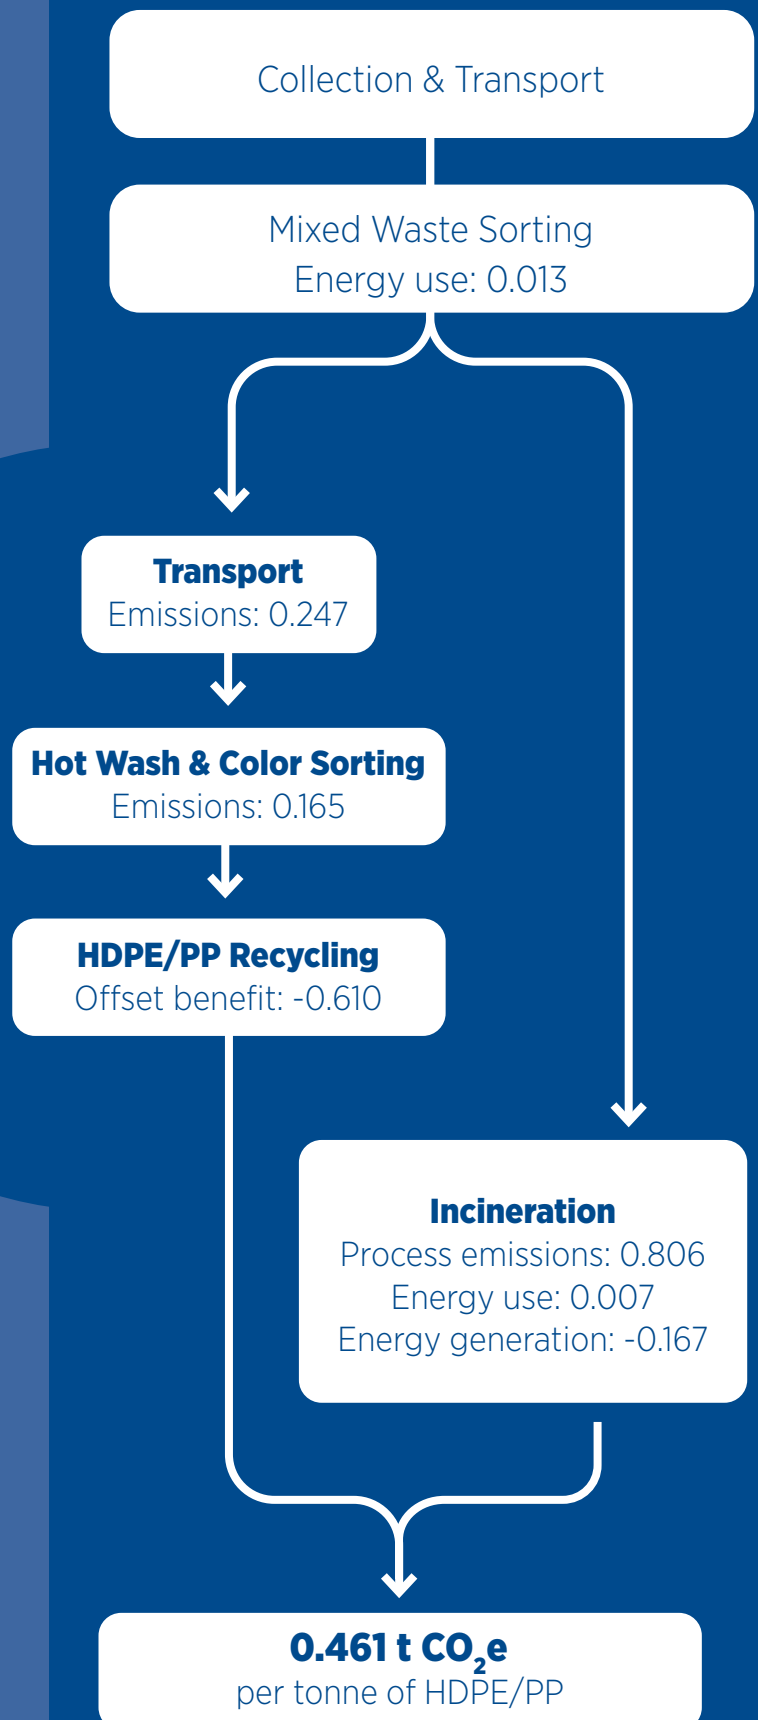 Collection & Transport
Mixed Waste Sorting
Energy use: 0.013
Transport
Emissions: 0.247
Hot Wash & Color Sorting
Emissions: 0.165
HDPE/PP Recycling
Offset benefit: -0.610
Incineration
Process emissions: 0.806
Energy use: 0.007
Energy generation: -0.167
0.461 t CO₂e
per tonne of HDPE/PP